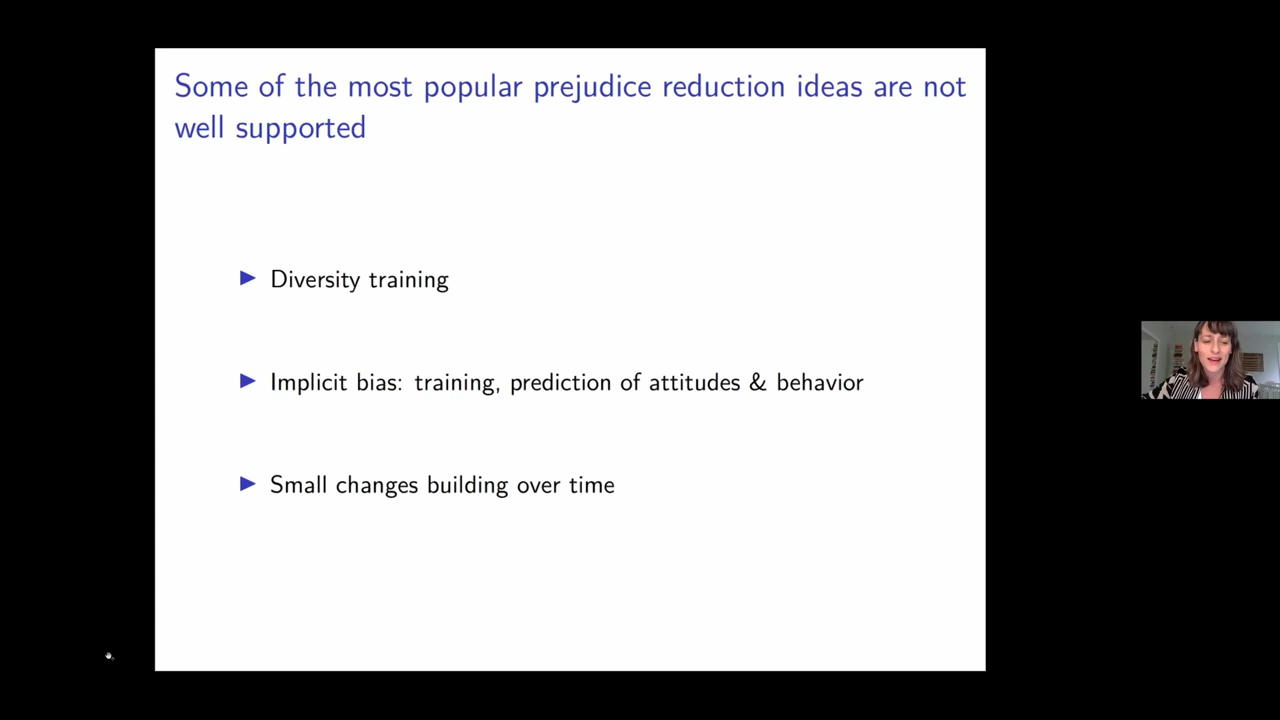 Some of the most popular prejudice reduction ideas are not
well supported
Diversity training
Implicit bias: training, prediction of attitudes & behavior
Small changes building over time